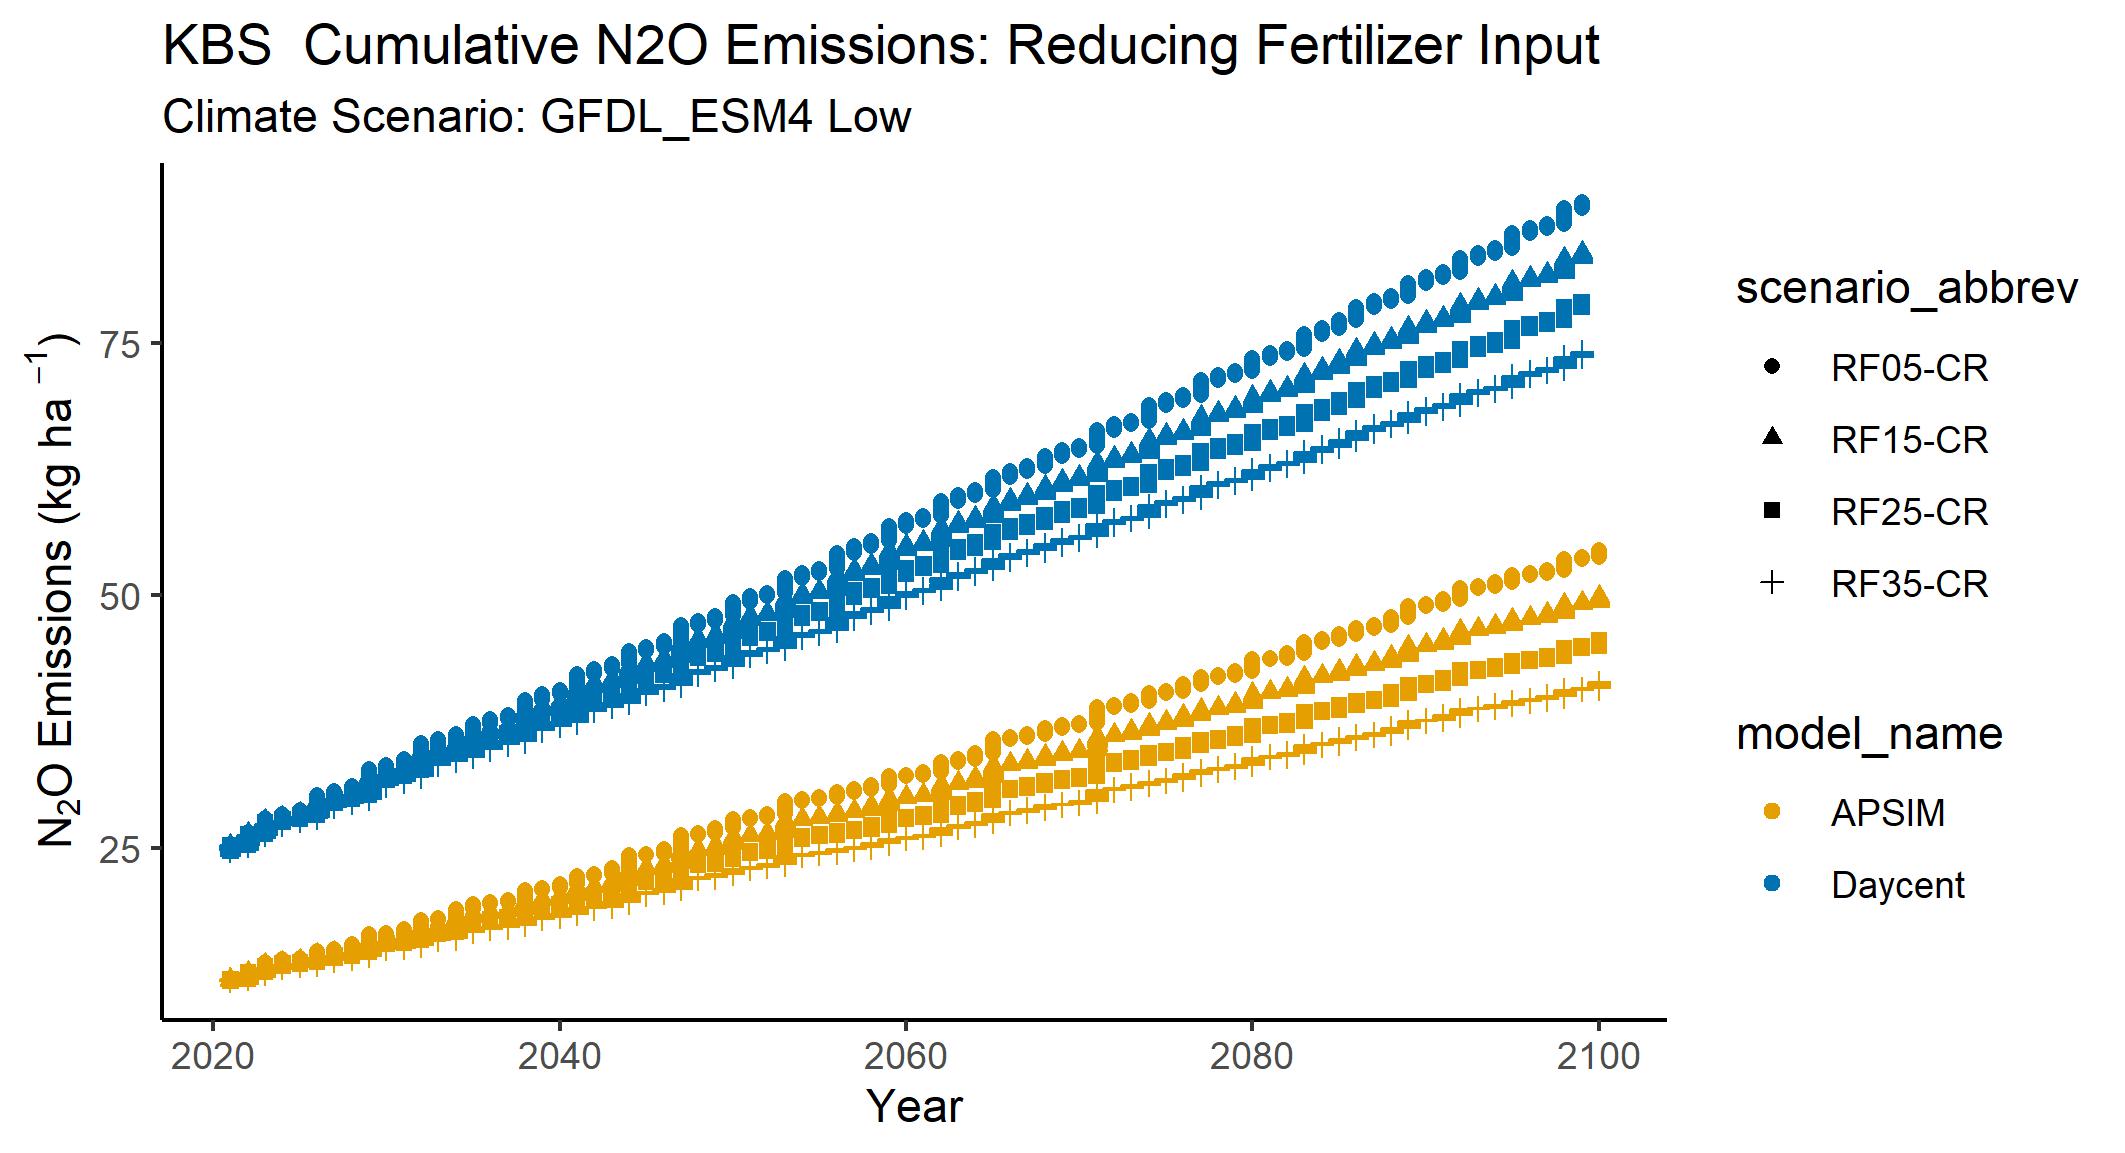 KBS  Cumulative N2O Emissions: Reducing Fertilizer Input
Climate Scenario: GFDL_ESM4 Low
N₂O Emissions (kg ha ⁻¹)
75
50
25
2020 2040 2060 2080 2100
Year
scenario_abbrev
RF05-CR
RF15-CR
RF25-CR
RF35-CR
model_name
APSIM
Daycent